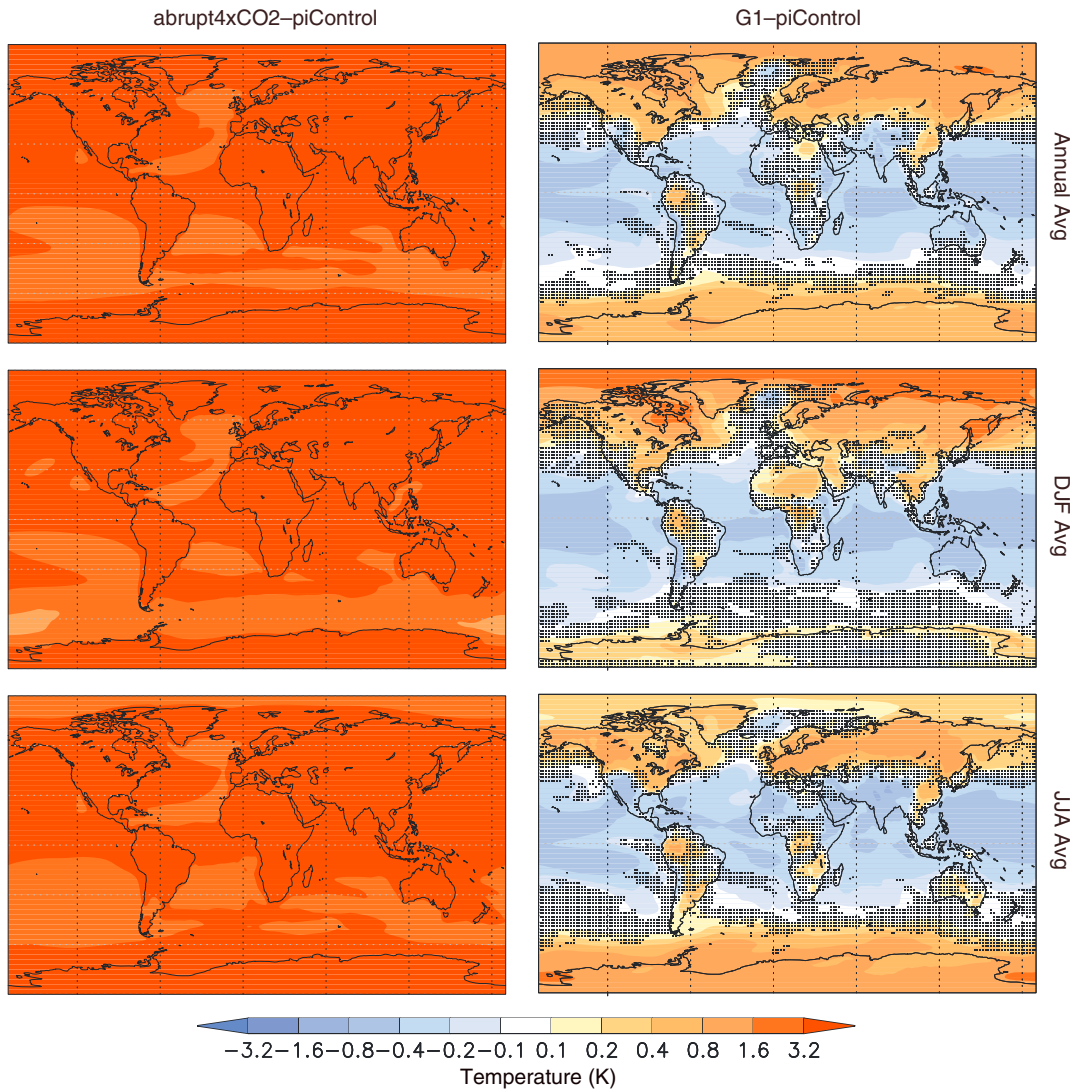 abrupt4xCO2–piControl
G1–piControl
Annual Avg
DJF Avg
JJA Avg
−3.2 −1.6 −0.8 −0.4 −0.2 −0.1 0.1 0.2 0.4 0.8 1.6 3.2
Temperature (K)